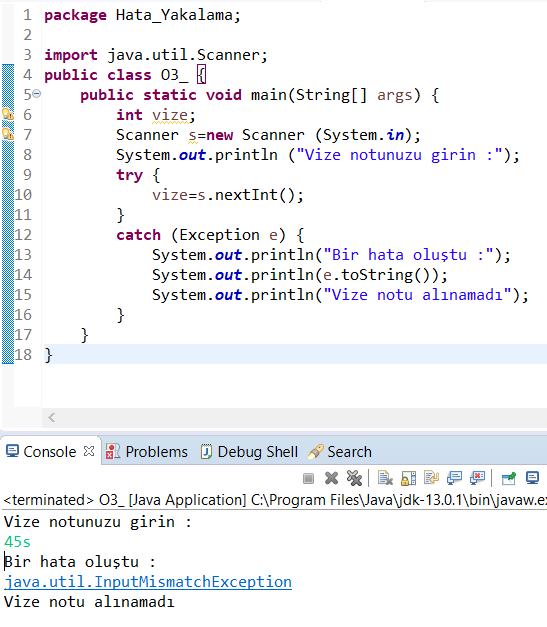 1 package Hata_Yakalama;
2
3 import java.util.Scanner;
4 public class O3_ {
5 public static void main(String[] args) {
6 int vize;
7 Scanner s=new Scanner (System.in);
8 System.out.println ("Vize notunuzu girin :");
9 try {
10 vize=s.nextInt();
11 }
12 catch (Exception e) {
13 System.out.println("Bir hata oluştu :");
14 System.out.println(e.toString());
15 System.out.println("Vize notu alınamadı");
16 }
17 }
18 }
Console Problems Debug Shell Search
<terminated> O3_ [Java Application] C:\Program Files\Java\jdk-13.0.1\bin\javaw.ex
Vize notunuzu girin :
45s
Bir hata oluştu :
java.util.InputMismatchException
Vize notu alınamadı